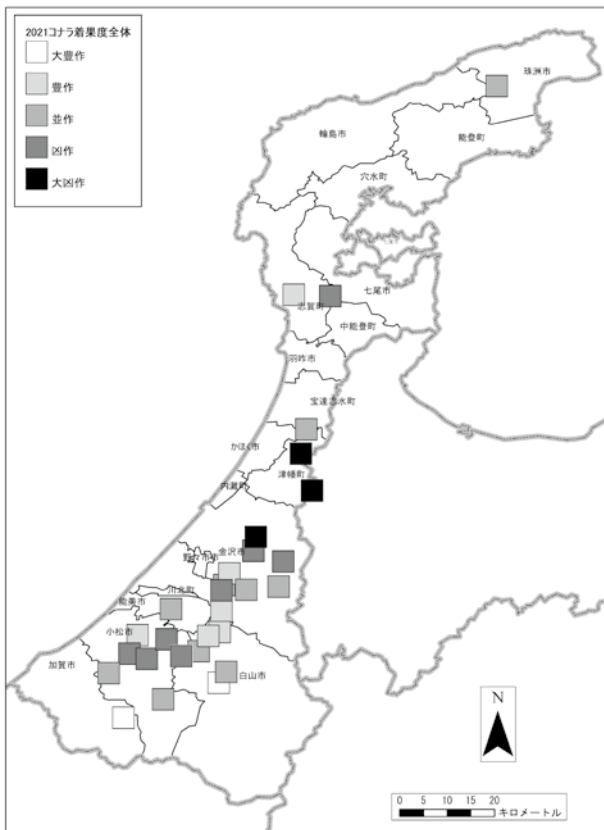 2021コナラ着果度全体
大豊作
豊作
並作
凶作
大凶作
珠洲市
輪島市
能登町
穴水町
七尾市
志賀町
中能登町
羽咋市
宝達志水町
かほく市
津幡町
内灘町
金沢市
野々市市
川北町
能美市
小松市
加賀市
白山市
N
0 5 10 15 20
キロメートル